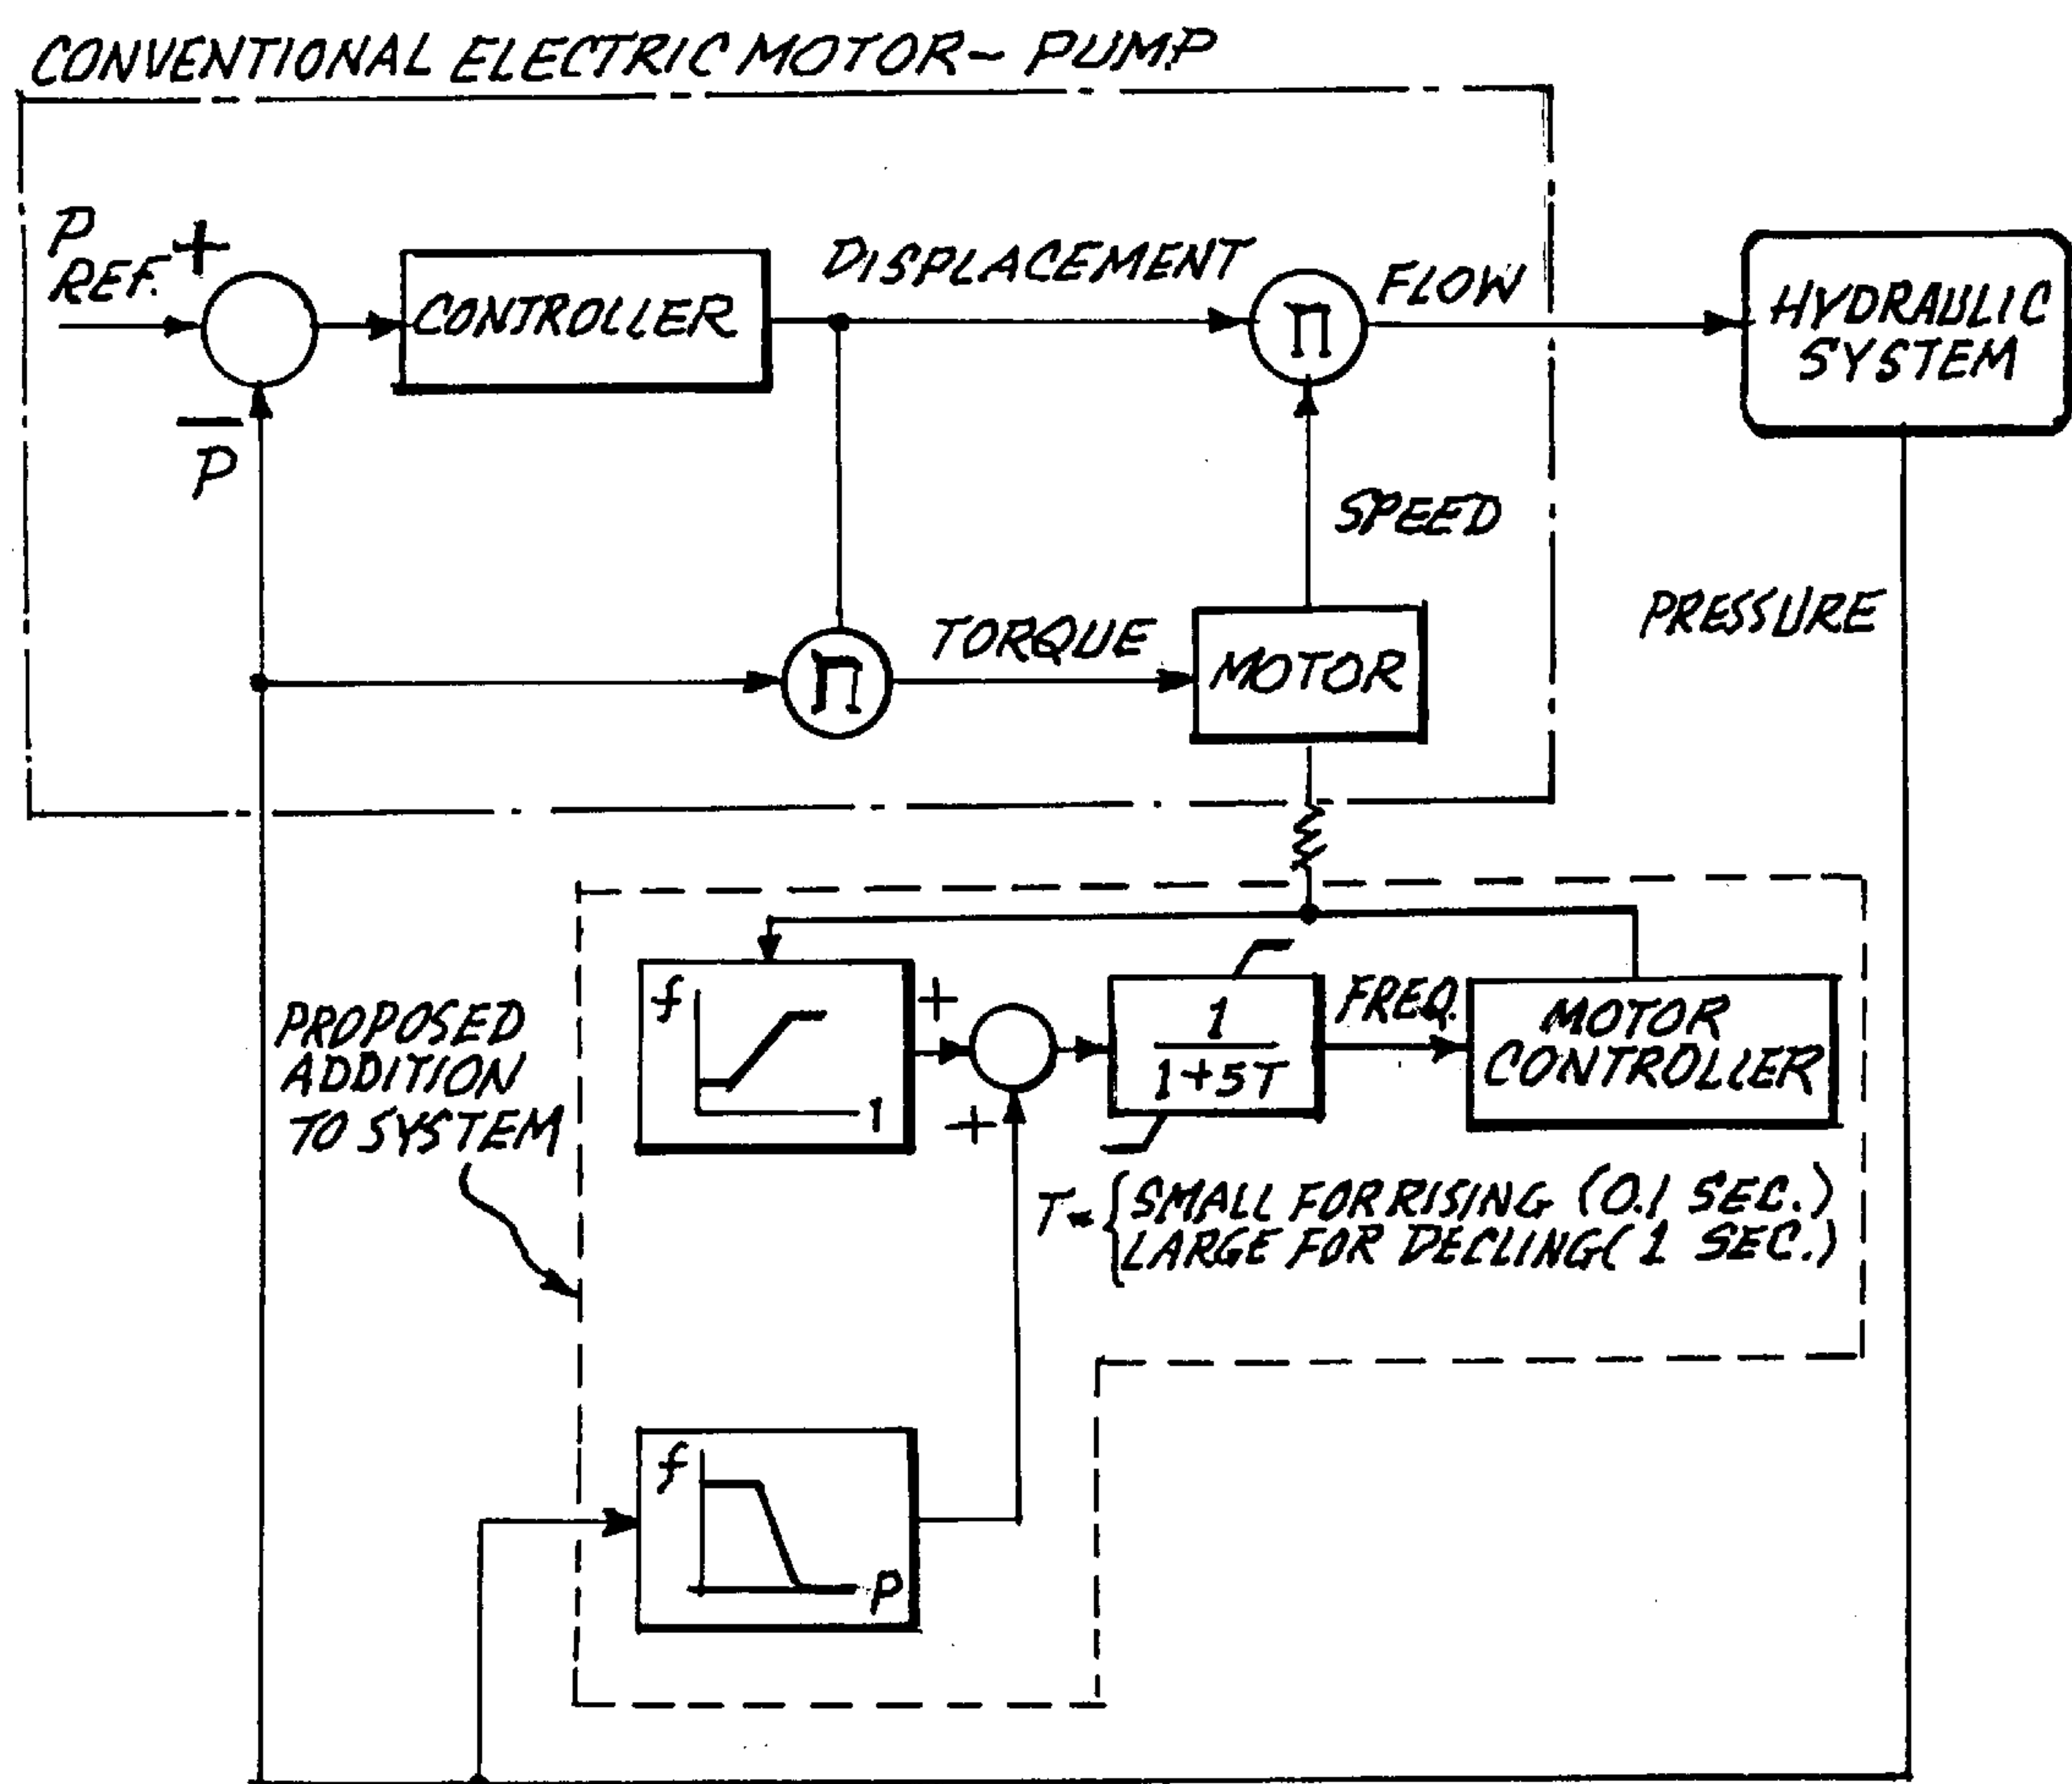 CONVENTIONAL ELECTRIC MOTOR- PUMP
P
REF. +
CONTROLLER
DISPLACEMENT
Π
FLOW
HYDRAULIC
SYSTEM
—
P
SPEED
PRESSURE
Π
TORQUE
MOTOR
PROPOSED
ADDITION
TO SYSTEM
f
1
+
+
1
1+5T
FREQ.
MOTOR
CONTROLLER
T= { SMALL FOR RISING (0.1 SEC.)
LARGE FOR DECLING (1 SEC.)
f
P